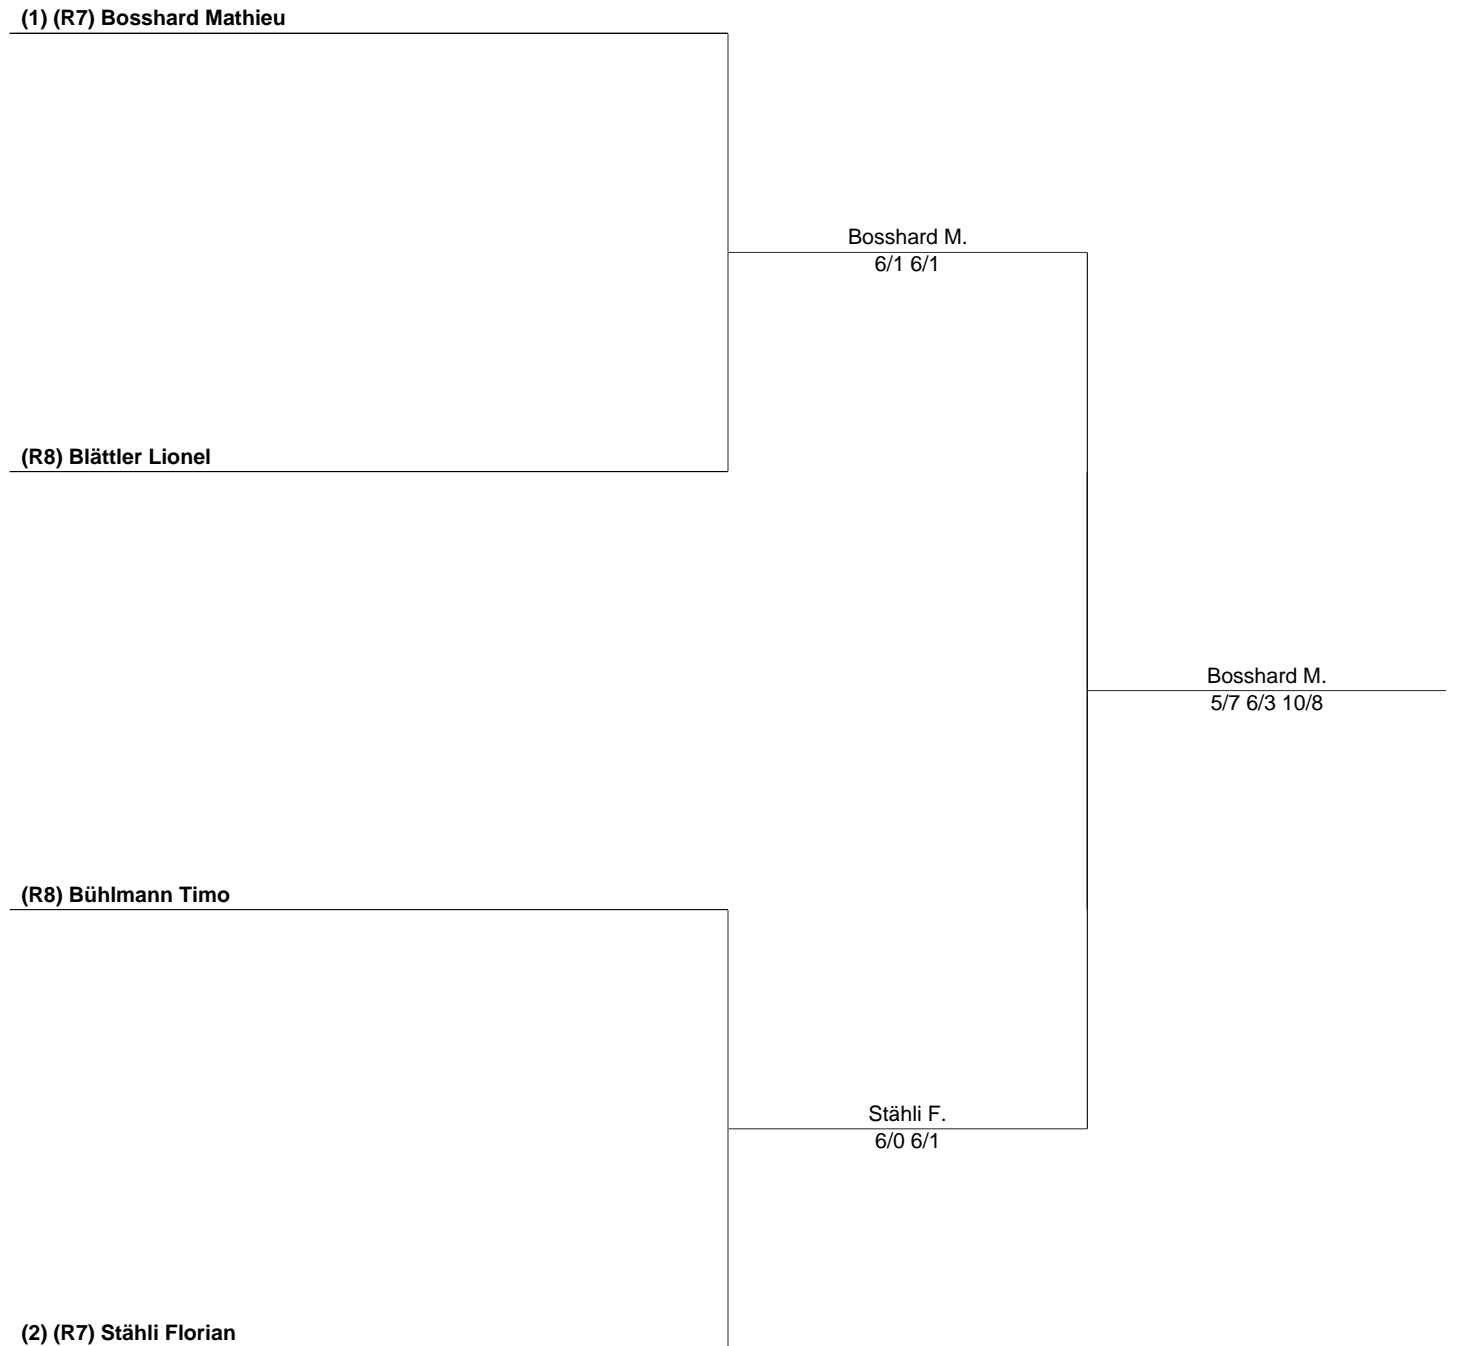 (1) (R7) Bosshard Mathieu
Bosshard M.
6/1 6/1
(R8) Blättler Lionel
Bosshard M.
5/7 6/3 10/8
(R8) Bühlmann Timo
Stähli F.
6/0 6/1
(2) (R7) Stähli Florian